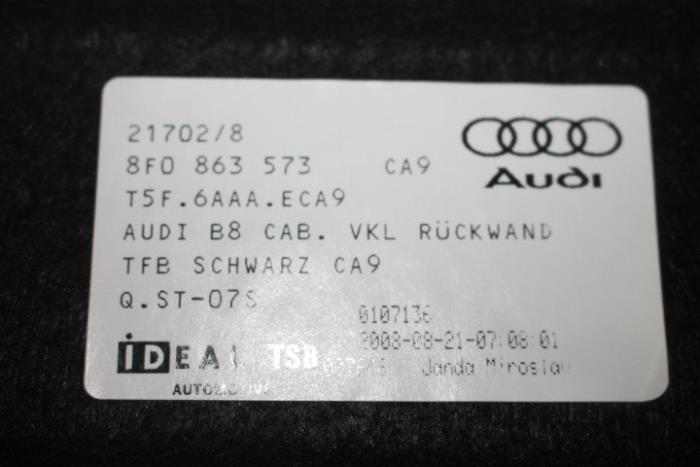 21702/8
8F0 863 573 CA9
Audi
T5F.6AAA.ECA9
AUDI B8 CAB. VKL RÜCKWAND
TFB SCHWARZ CA9
Q.ST-07S
0107136
2008-08-21-07:08:01
IDEAL TSB
Janda Miroslav
AUTOMOTIVE